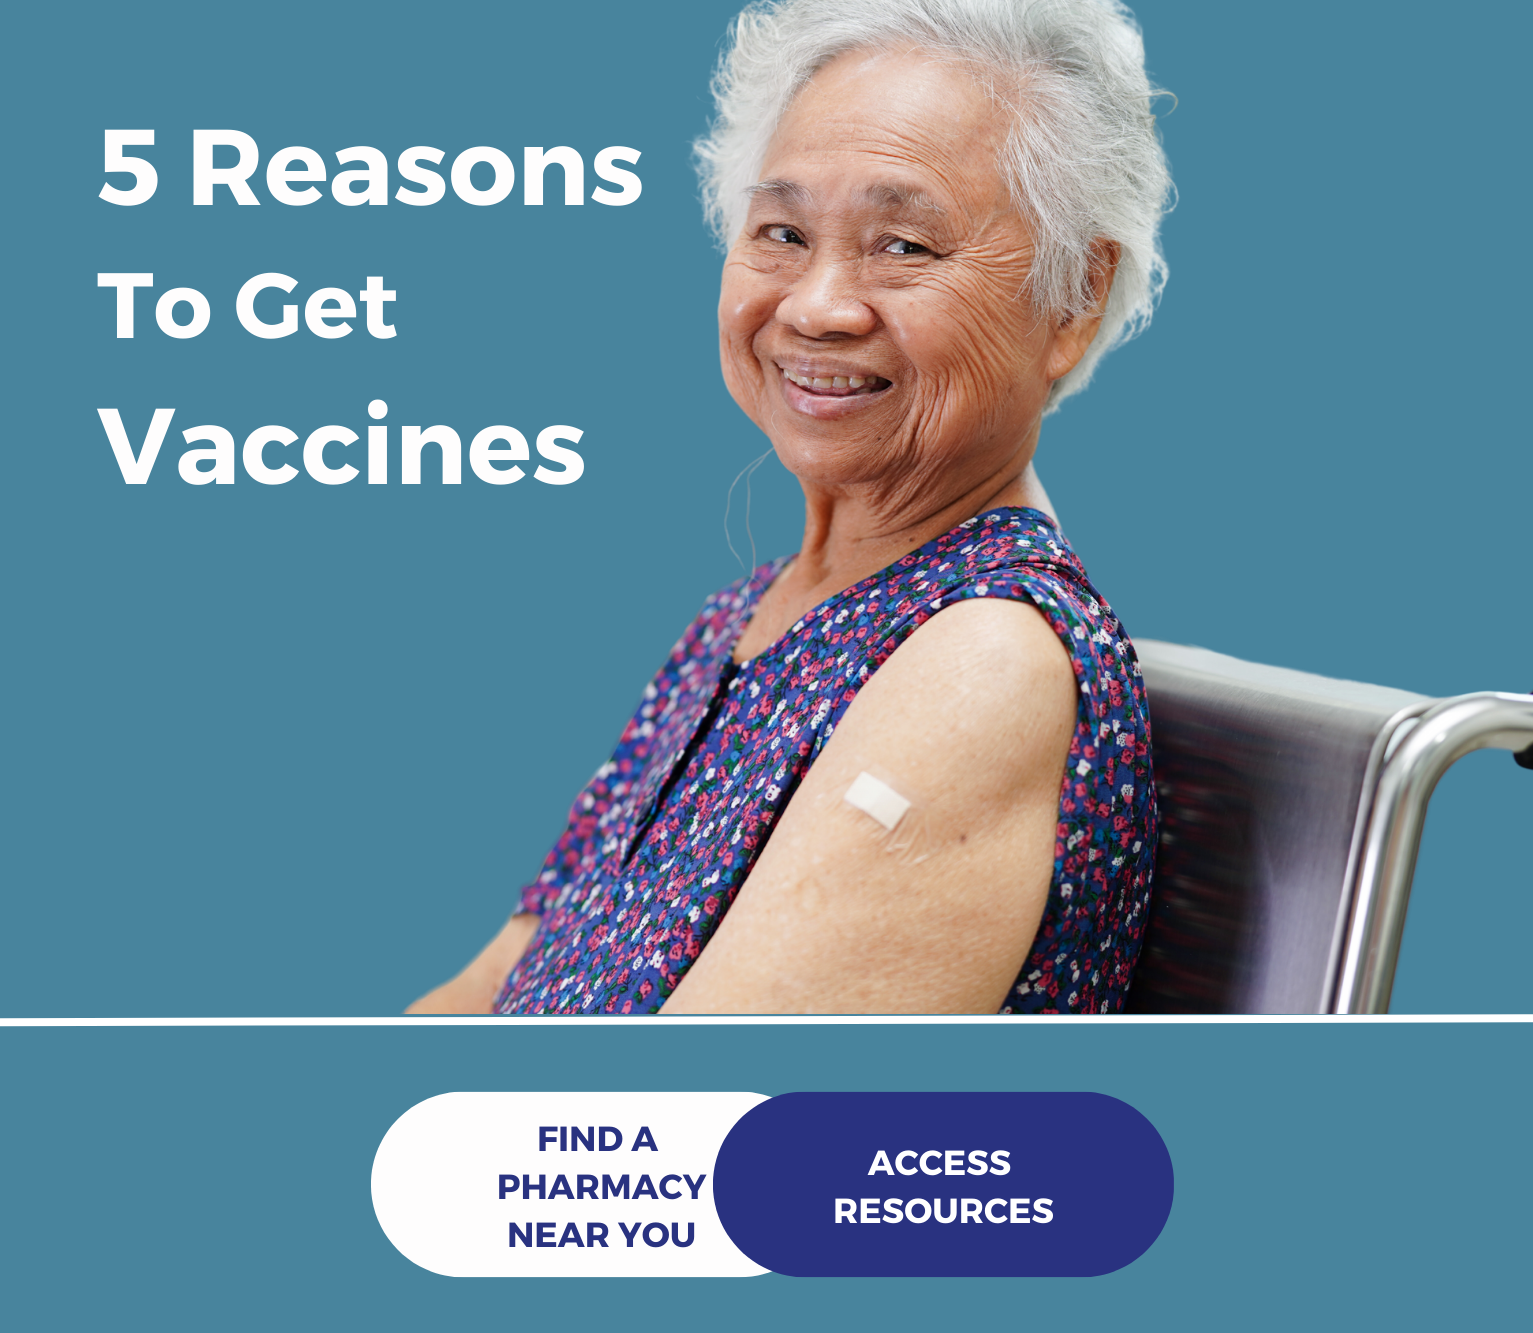 5 Reasons
To Get
Vaccines
FIND A
PHARMACY
NEAR YOU
ACCESS
RESOURCES